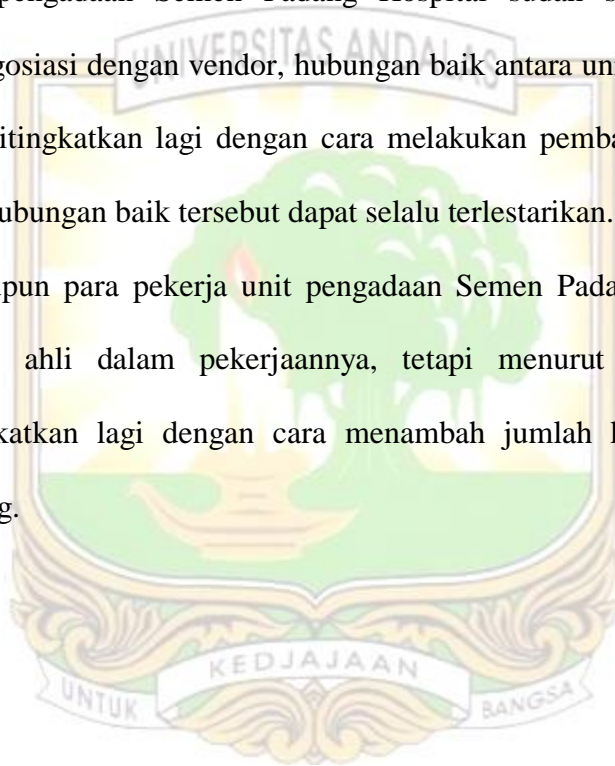 pengadaan Semen Padang Hospital sudah s
gosiasi dengan vendor, hubungan baik antara un
itingkatkan lagi dengan cara melakukan pemba
ubungan baik tersebut dapat selalu terlestarikan.
pun para pekerja unit pengadaan Semen Pada
ahli dalam pekerjaannya, tetapi menurut
katkan lagi dengan cara menambah jumlah
g.
UNIVERSITAS ANDALAS
UNTUK KEDJAJAAN BANGSA